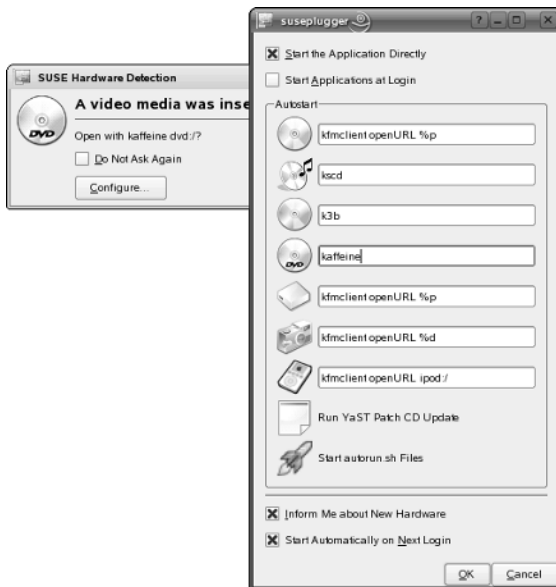 SUSE Hardware Detection
A video media was inse
Open with kaffeine dvd:/?
Do Not Ask Again
Configure...
DVD
suseplugger
Start the Application Directly
Start Applications at Login
Autostart
kfmclient openURL %p
kscd
k3b
DVD
kaffeine
kfmclient openURL %p
kfmclient openURL %d
kfmclient openURL ipod:/
Run YaST Patch CD Update
Start autorun.sh Files
Inform Me about New Hardware
Start Automatically on Next Login
OK Cancel